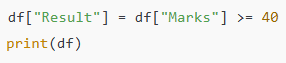 df["Result"] = df["Marks"] >= 40
print(df)